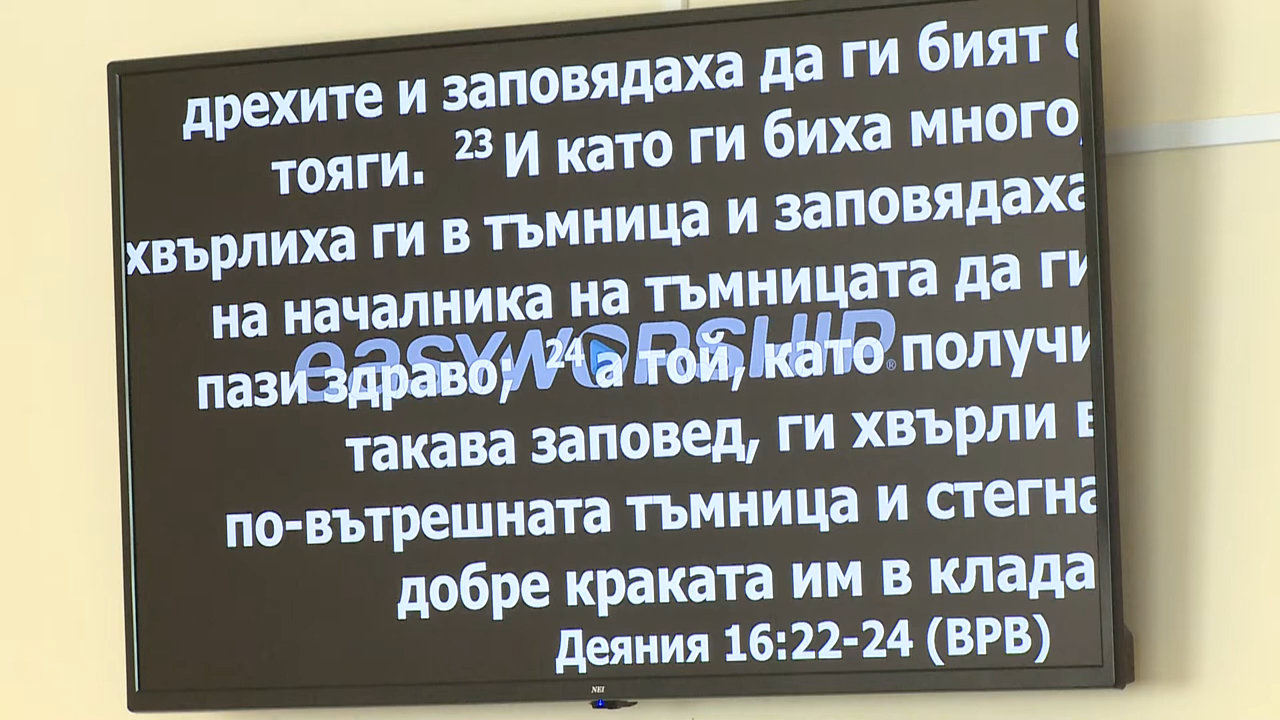 дрехите и заповядаха да ги бият с
тояги. 23 И като ги биха много,
хвърлиха ги в тъмница и заповядаха
на началника на тъмницата да ги
easyworship®
пази здраво; 24 а той, като получи
такава заповед, ги хвърли в
по-вътрешната тъмница и стегна
добре краката им в клада
Деяния 16:22-24 (ВРВ)
NEI